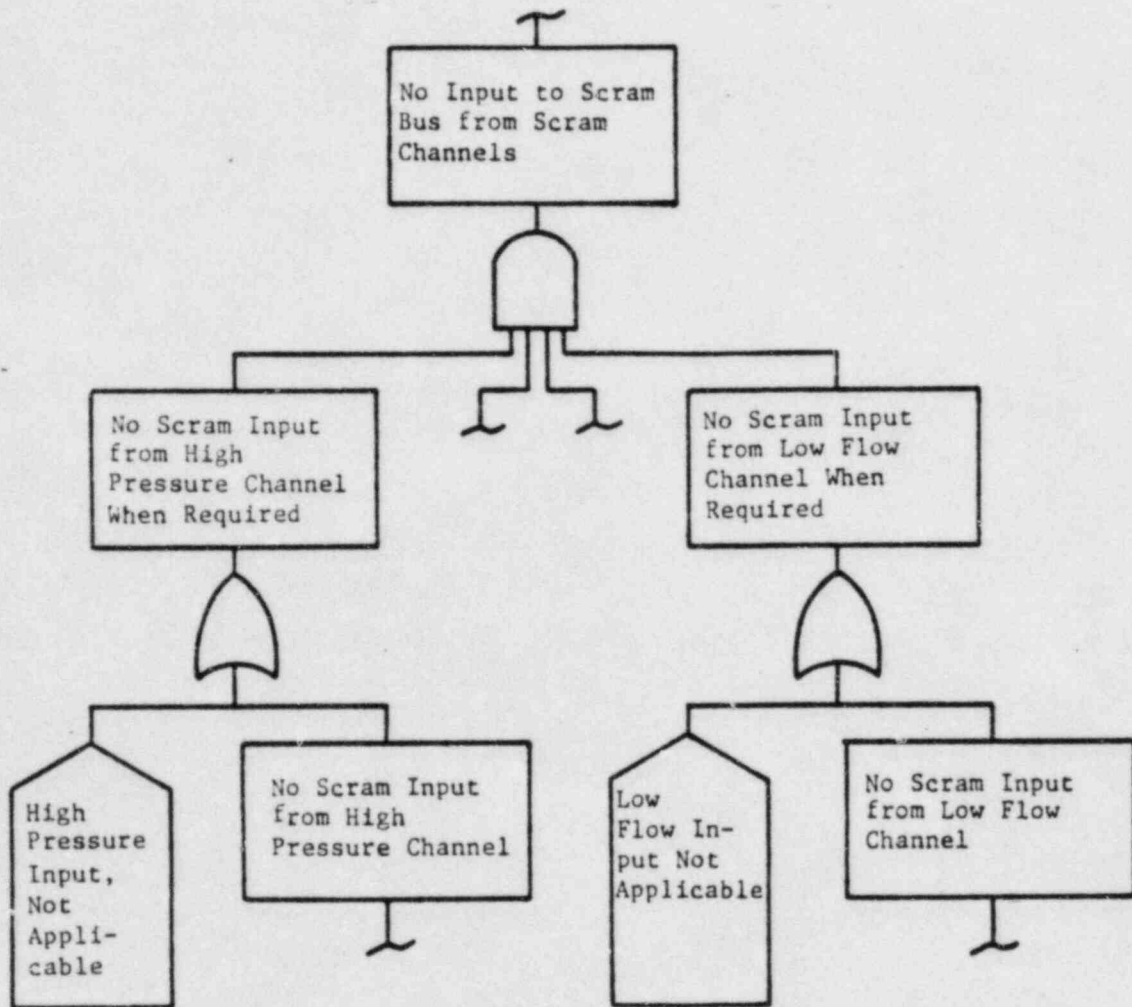 No Input to Scram
Bus from Scram
Channels
No Scram Input
from High
Pressure Channel
When Required
No Scram Input
from Low Flow
Channel When
Required
High
Pressure
Input,
Not
Appli-
cable
No Scram Input
from High
Pressure Channel
Low
Flow In-
put Not
Applicable
No Scram Input
from Low Flow
Channel